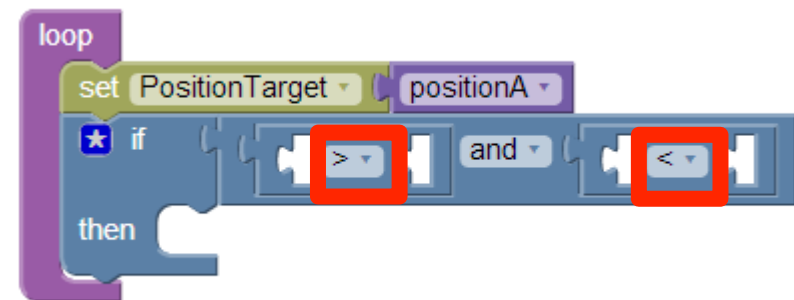 loop
set PositionTarget positionA
if > and <
then